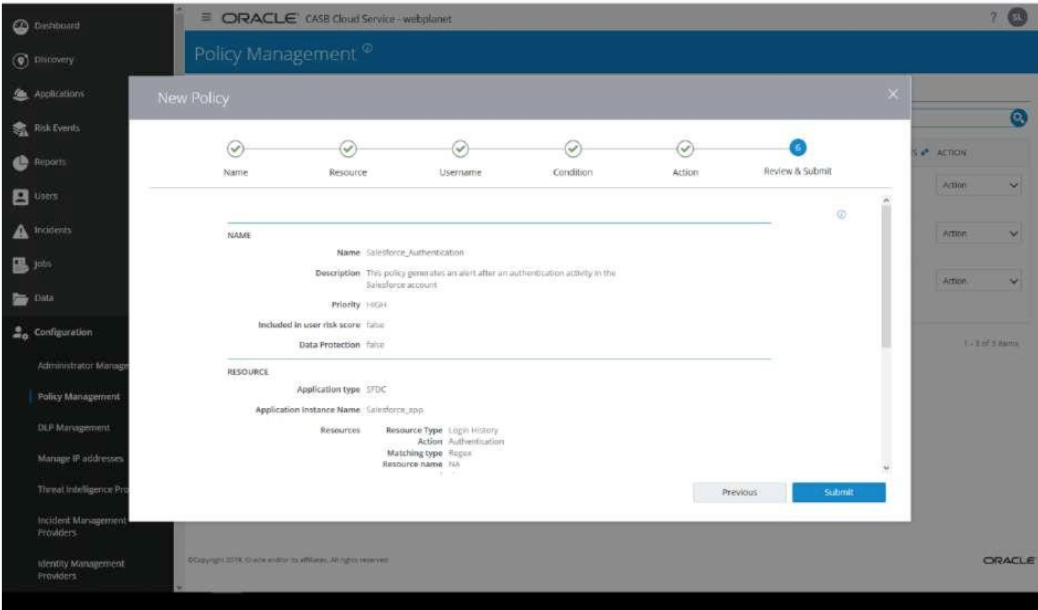 Dashboard
Discovery
Applications
Risk Events
Reports
Users
Incidents
Jobs
Data
Configuration
Administrator Manage
Policy Management
DLP Management
Manage IP addresses
Threat Intelligence Pro
Incident Management
Providers
Identity Management
Providers
ORACLE CASB Cloud Service - webplanet
? SL
Policy Management
ACTION
Action
Action
Action
1 - 3 of 3 items
New Policy
6
Name Resource Username Condition Action Review & Submit
NAME
Name Salesforce_Authentication
Description This policy generates an alert after an authentication activity in the
Salesforce account
Priority HIGH
Included in user risk score false
Data Protection false
RESOURCE
Application type SFDC
Application Instance Name Salesforce_app
Resources Resource Type Login History
Action Authentication
Matching type Regex
Resource name NA
Previous Submit
©Copyright 2019, Oracle and/or its affiliates. All rights reserved
ORACLE